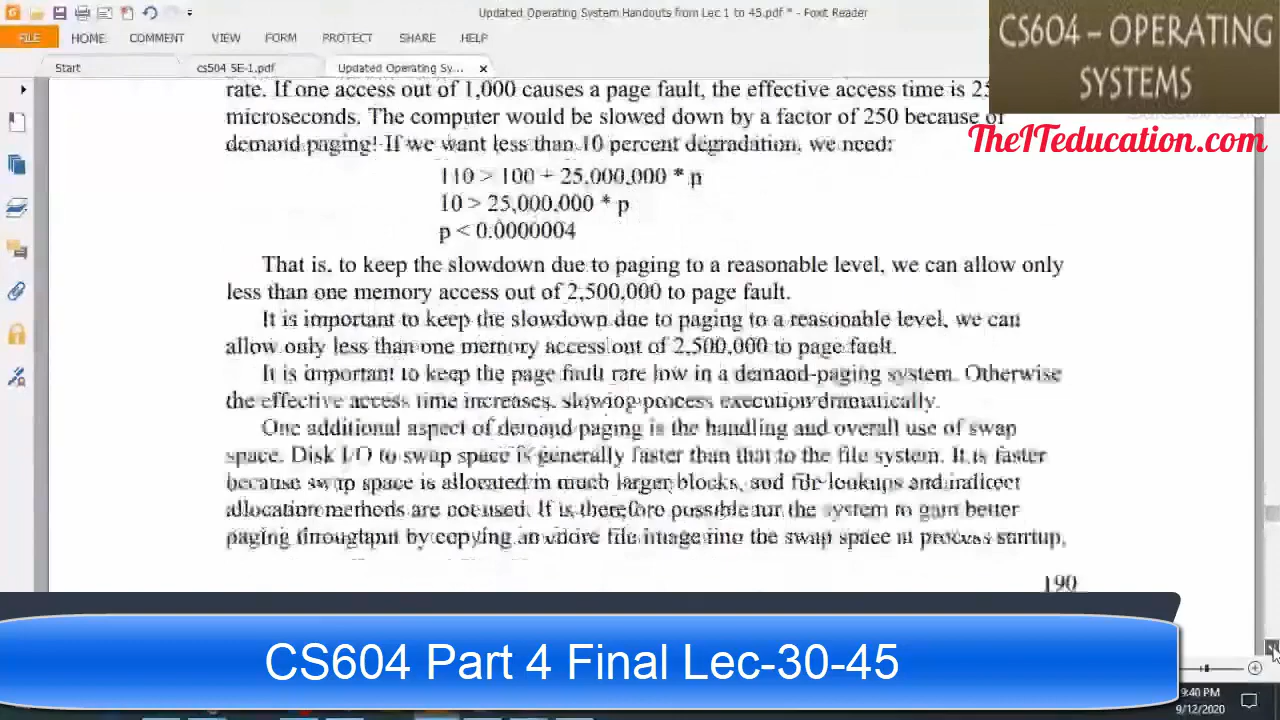 Updated Operating System Handouts from Lec 1 to 45.pdf * - Foxit Reader
FILE HOME COMMENT VIEW FORM PROTECT SHARE HELP
Start cs504 SE-1.pdf Updated Operating Sy... ×
CS604 – OPERATING
SYSTEMS
TheITeducation.com
rate. If one access out of 1,000 causes a page fault, the effective access time is
microseconds. The computer would be slowed down by a factor of 250 because of
demand paging! If we want less than 10 percent degradation, we need:
110 > 100 + 25,000,000 * p
10 > 25,000,000 * p
p < 0.0000004
That is, to keep the slowdown due to paging to a reasonable level, we can allow only
less than one memory access out of 2,500,000 to page fault.
It is important to keep the slowdown due to paging to a reasonable level, we can
allow only less than one memory access out of 2,500,000 to page fault.
It is important to keep the page fault rate low in a demand-paging system. Otherwise
the effective access time increases, slowing process execution dramatically.
One additional aspect of demand paging is the handling and overall use of swap
space. Disk I/O to swap space is generally faster than that to the file system. It is faster
because swap space is allocated in much larger blocks, and file lookups and indirect
allocation methods are not used. If is therefore possible for the system to gain better
paging throughput by copying an entire file image into the swap space at process startup,
190
CS604 Part 4 Final Lec-30-45
9:40 PM
9/12/2020